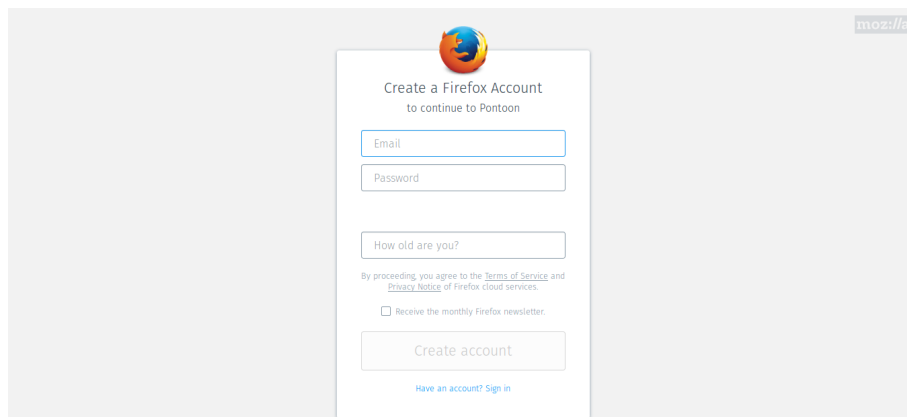 moz://a
Create a Firefox Account
to continue to Pontoon
Email
Password
How old are you?
By proceeding, you agree to the Terms of Service and
Privacy Notice of Firefox cloud services.
Receive the monthly Firefox newsletter.
Create account
Have an account? Sign in